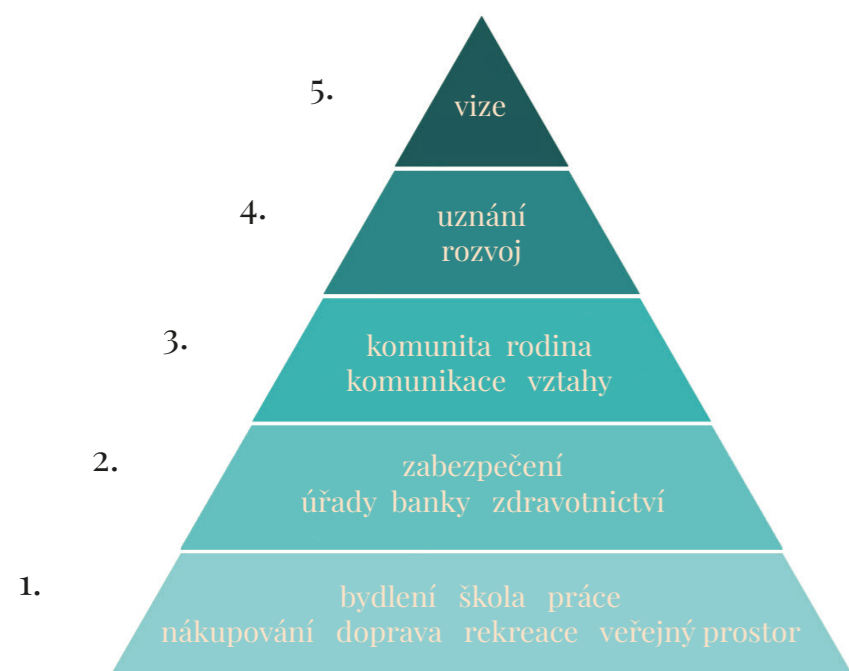 5.
vize
4.
uznání
rozvoj
3.
komunita rodina
komunikace vztahy
2.
zabezpečení
úřady banky zdravotnictví
1.
bydlení škola práce
nákupování doprava rekreace veřejný prostor